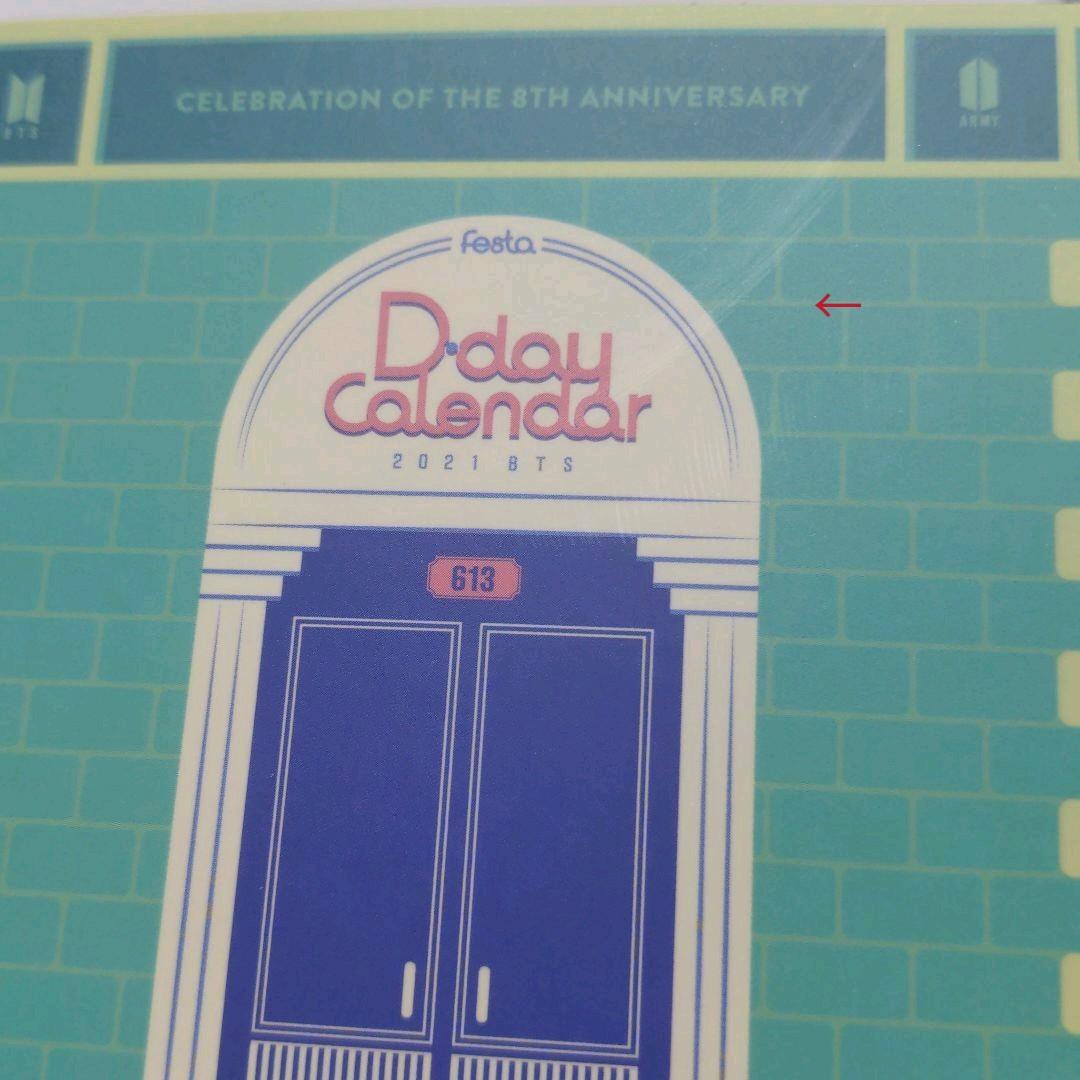 BTS
CELEBRATION OF THE 8TH ANNIVERSARY
ARMY
festa
D-day
Calendar
2021 BTS
613